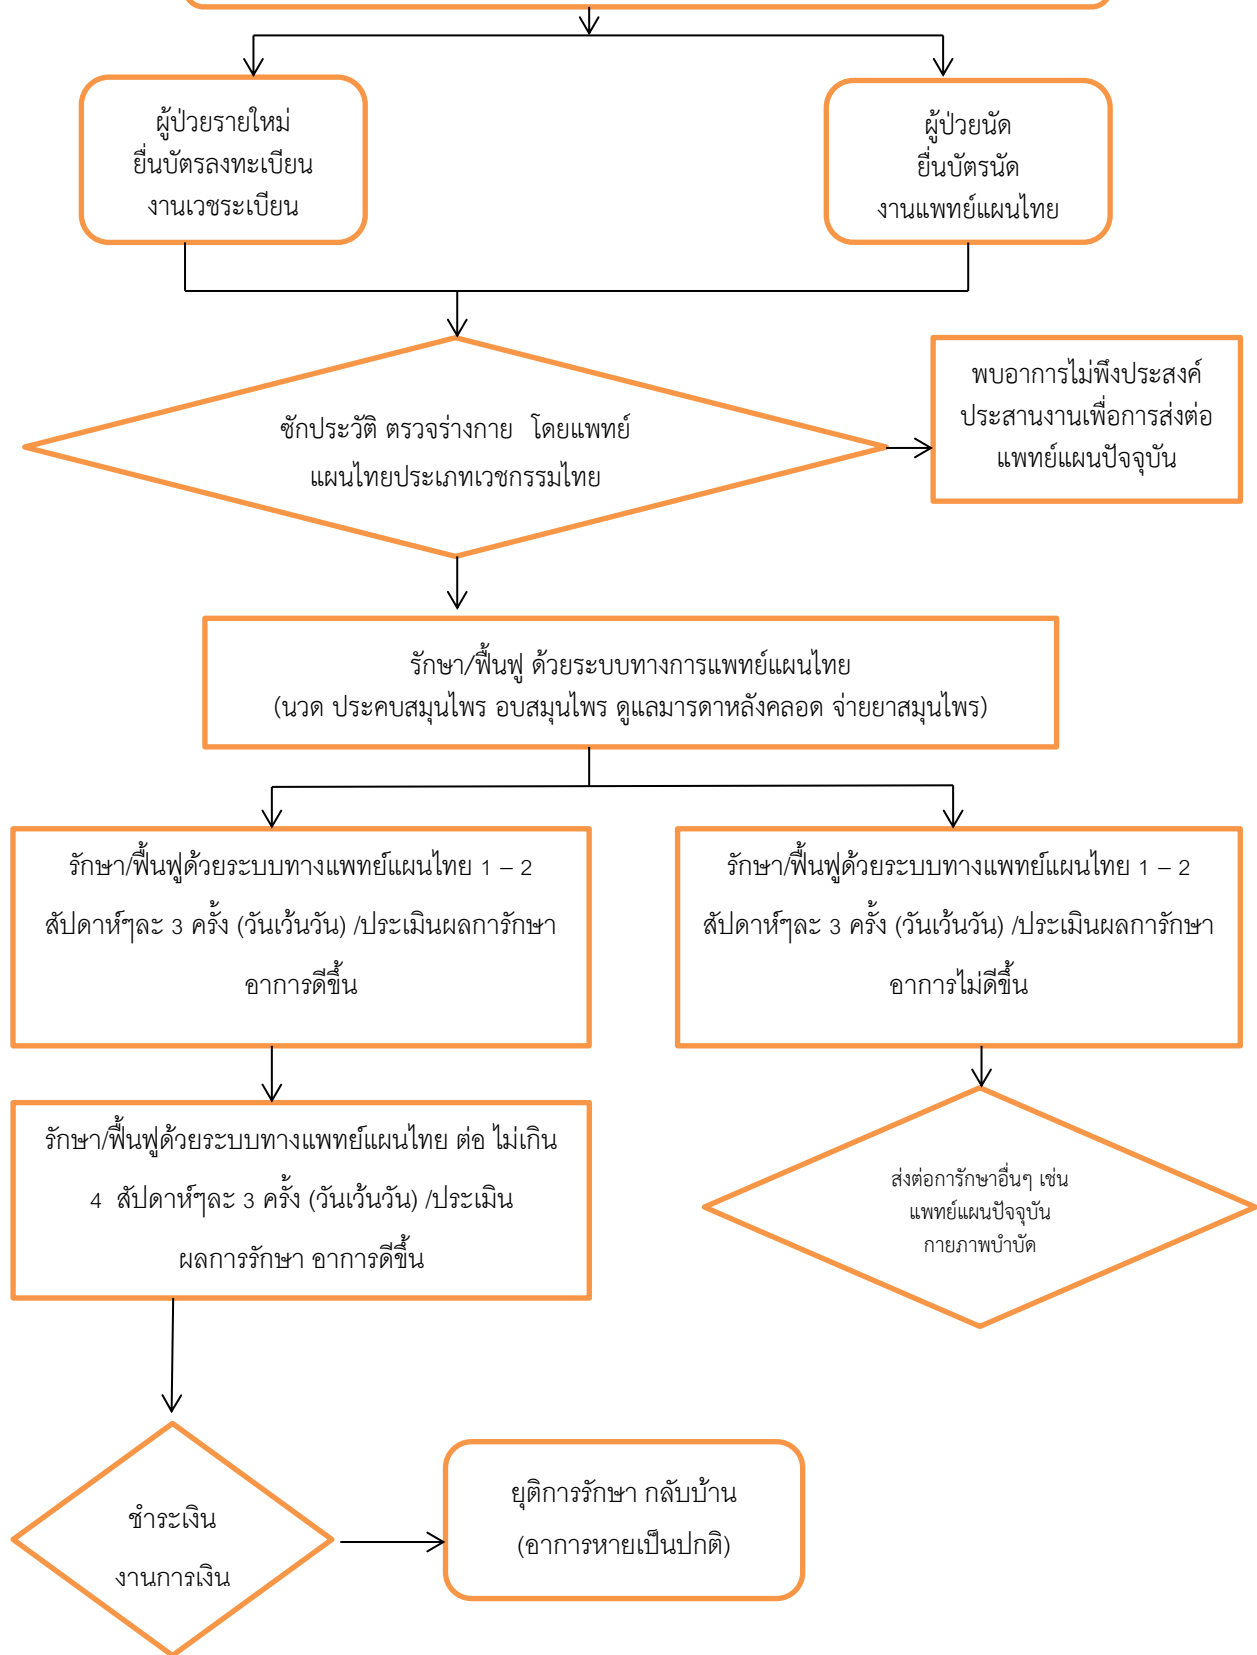 ผู้ป่วยรายใหม่
ยื่นบัตรลงทะเบียน
งานเวชระเบียน
ผู้ป่วยนัด
ยื่นบัตรนัด
งานแพทย์แผนไทย
ซักประวัติ ตรวจร่างกาย โดยแพทย์
แผนไทยประเภทเวชกรรมไทย
พบอาการไม่พึงประสงค์
ประสานงานเพื่อการส่งต่อ
แพทย์แผนปัจจุบัน
รักษา/ฟื้นฟู ด้วยระบบทางการแพทย์แผนไทย
(นวด ประคบสมุนไพร อบสมุนไพร ดูแลมารดาหลังคลอด จ่ายยาสมุนไพร)
รักษา/ฟื้นฟูด้วยระบบทางแพทย์แผนไทย 1 – 2
สัปดาห์ๆละ 3 ครั้ง (วันเว้นวัน) /ประเมินผลการรักษา
อาการดีขึ้น
รักษา/ฟื้นฟูด้วยระบบทางแพทย์แผนไทย 1 – 2
สัปดาห์ๆละ 3 ครั้ง (วันเว้นวัน) /ประเมินผลการรักษา
อาการไม่ดีขึ้น
รักษา/ฟื้นฟูด้วยระบบทางแพทย์แผนไทย ต่อ ไม่เกิน
4 สัปดาห์ๆละ 3 ครั้ง (วันเว้นวัน) /ประเมิน
ผลการรักษา อาการดีขึ้น
ส่งต่อการักษาอื่นๆ เช่น
แพทย์แผนปัจจุบัน
กายภาพบำบัด
ชำระเงิน
งานการเงิน
ยุติการรักษา กลับบ้าน
(อาการหายเป็นปกติ)